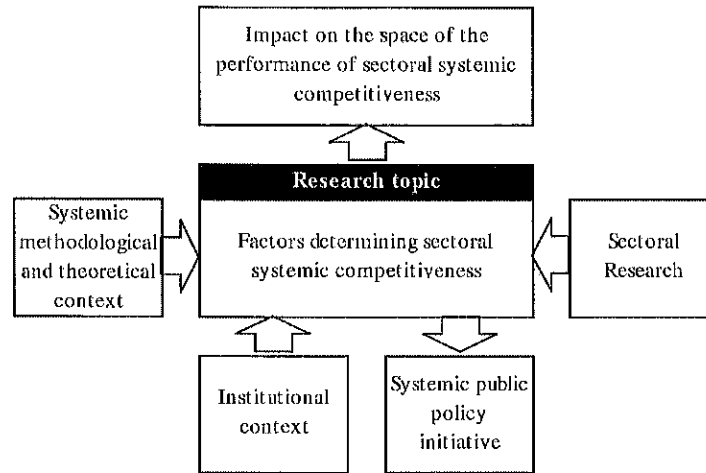 Impact on the space of the
performance of sectoral systemic
competitiveness
Research topic
Systemic
methodological
and theoretical
context
Factors determining sectoral
systemic competitiveness
Sectoral
Research
Institutional
context
Systemic public
policy
initiative